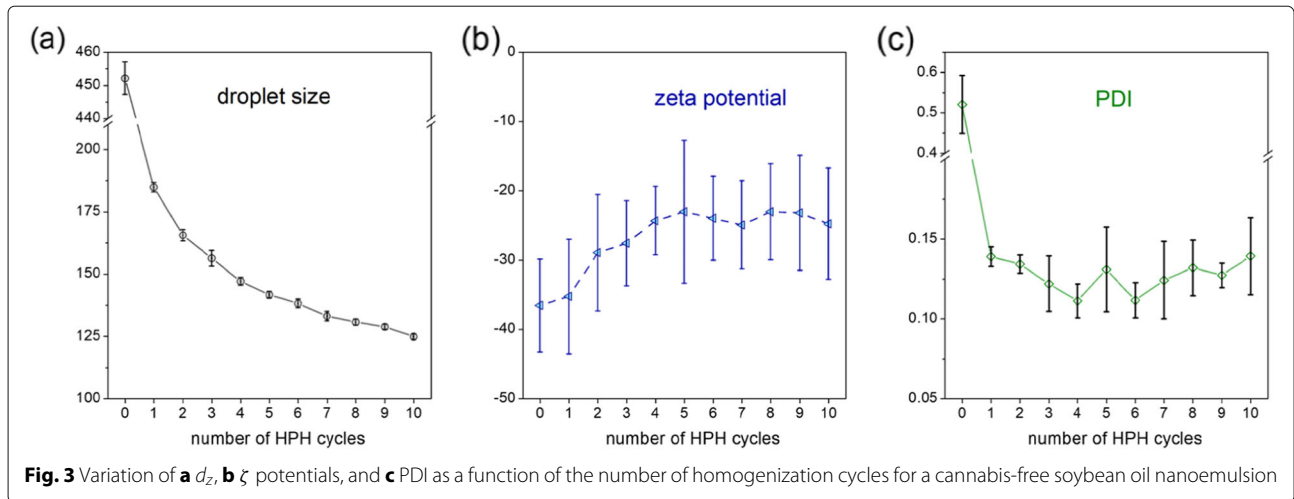 (a)
droplet size
460
450
440
200
175
150
125
100
0 1 2 3 4 5 6 7 8 9 10
number of HPH cycles
(b)
zeta potential
-0
-10
-20
-30
-40
-50
0 1 2 3 4 5 6 7 8 9 10
number of HPH cycles
(c)
PDI
0.6
0.5
0.4
0.15
0.10
0.05
0 1 2 3 4 5 6 7 8 9 10
number of HPH cycles
Fig. 3 Variation of a dZ, b ζ potentials, and c PDI as a function of the number of homogenization cycles for a cannabis-free soybean oil nanoemulsion